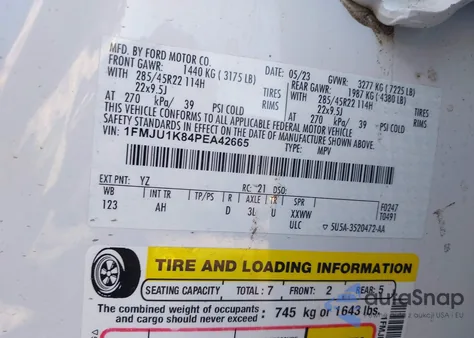 MFD. BY FORD MOTOR CO.
DATE: 05/23 GVWR: 3277 KG (7225 LB)
FRONT GAWR: 1440 KG (3175 LB) REAR GAWR: 1987 KG (4380 LB)
WITH 285/45R22 114H TIRES WITH 285/45R22 114H TIRES
22x9.5J RIMS 22x9.5J RIMS
AT 270 kPa/ 39 PSI COLD AT 270 kPa/ 39 PSI COLD
THIS VEHICLE CONFORMS TO ALL APPLICABLE FEDERAL MOTOR VEHICLE
SAFETY STANDARDS IN EFFECT ON THE DATE OF MANUFACTURE SHOWN ABOVE.
VIN: 1FMJU1K84PEA42665 TYPE: MPV
EXT PNT: YZ RC: 21 DSO:
WB INT TR TP/PS R AXLE TR SPR
123 AH D 3L U XXWW
ULC
F0247
T0491
5U5A-3520472-AA
TIRE AND LOADING INFORMATION
SEATING CAPACITY TOTAL: 7 FRONT: 2 REAR: 5
The combined weight of occupants and cargo should never exceed 745 kg or 1643 lbs.
autoSnap